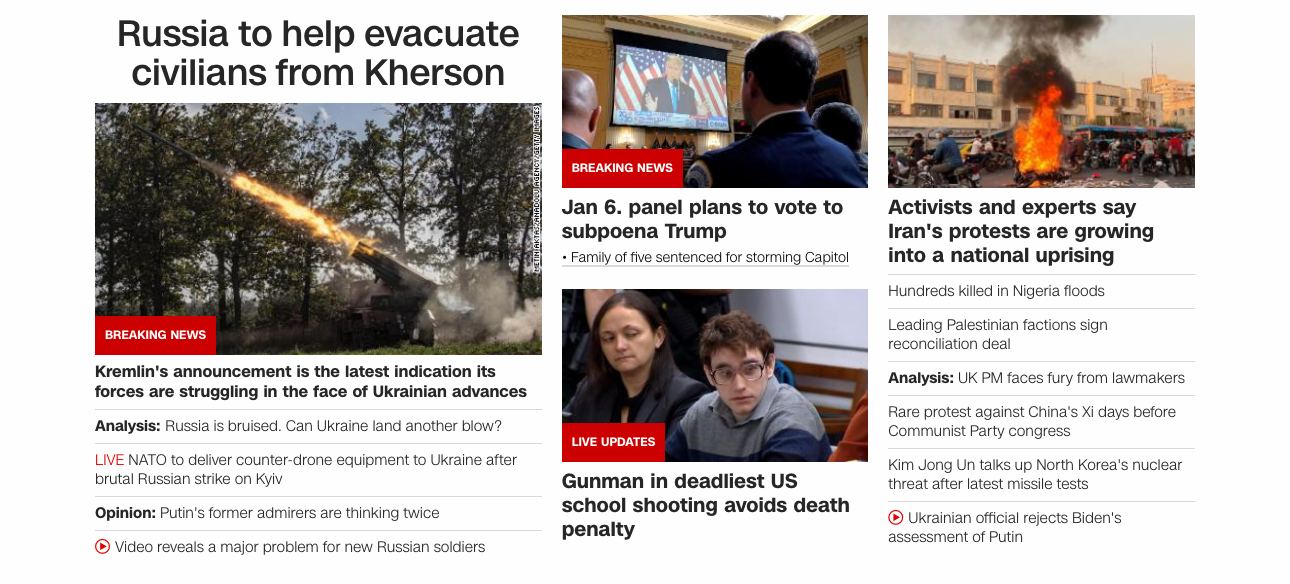 Russia to help evacuate
civilians from Kherson
METIN AKTAS/ANADOLU AGENCY/GETTY IMAGES
BREAKING NEWS
Kremlin's announcement is the latest indication its
forces are struggling in the face of Ukrainian advances
Analysis: Russia is bruised. Can Ukraine land another blow?
LIVE NATO to deliver counter-drone equipment to Ukraine after
brutal Russian strike on Kyiv
Opinion: Putin's former admirers are thinking twice
Video reveals a major problem for new Russian soldiers
BREAKING NEWS
Jan 6. panel plans to vote to
subpoena Trump
• Family of five sentenced for storming Capitol
LIVE UPDATES
Gunman in deadliest US
school shooting avoids death
penalty
Activists and experts say
Iran's protests are growing
into a national uprising
Hundreds killed in Nigeria floods
Leading Palestinian factions sign
reconciliation deal
Analysis: UK PM faces fury from lawmakers
Rare protest against China's Xi days before
Communist Party congress
Kim Jong Un talks up North Korea's nuclear
threat after latest missile tests
Ukrainian official rejects Biden's
assessment of Putin